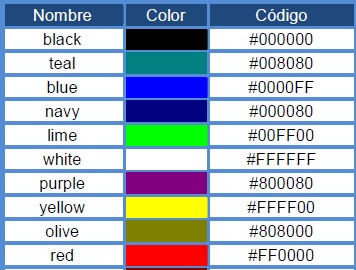 Nombre Color Código
black #000000
teal #008080
blue #0000FF
navy #000080
lime #00FF00
white #FFFFFF
purple #800080
yellow #FFFF00
olive #808000
red #FF0000